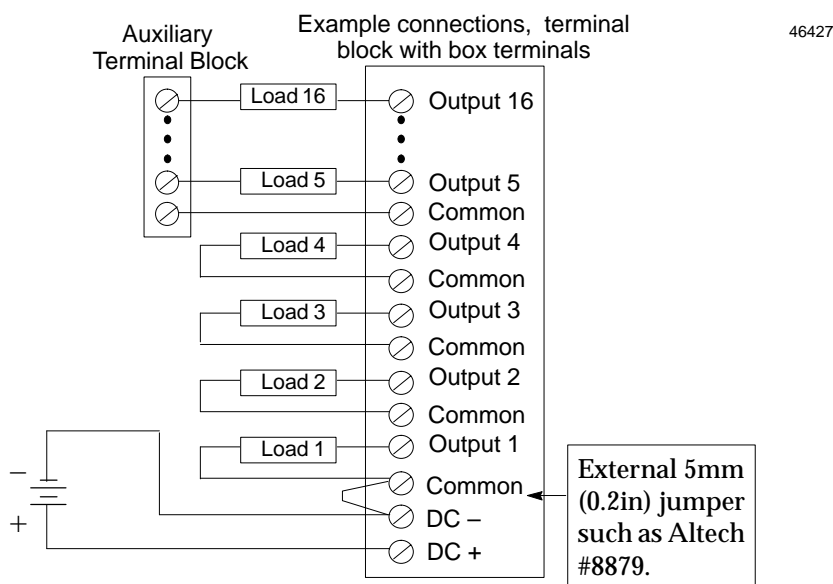 46427
Auxiliary
Terminal Block
Example connections, terminal
block with box terminals
Load 16
Output 16
Load 5
Output 5
Common
Load 4
Output 4
Common
Load 3
Output 3
Common
Load 2
Output 2
Common
Load 1
Output 1
Common
DC –
DC +
–
+
External 5mm
(0.2in) jumper
such as Altech
#8879.